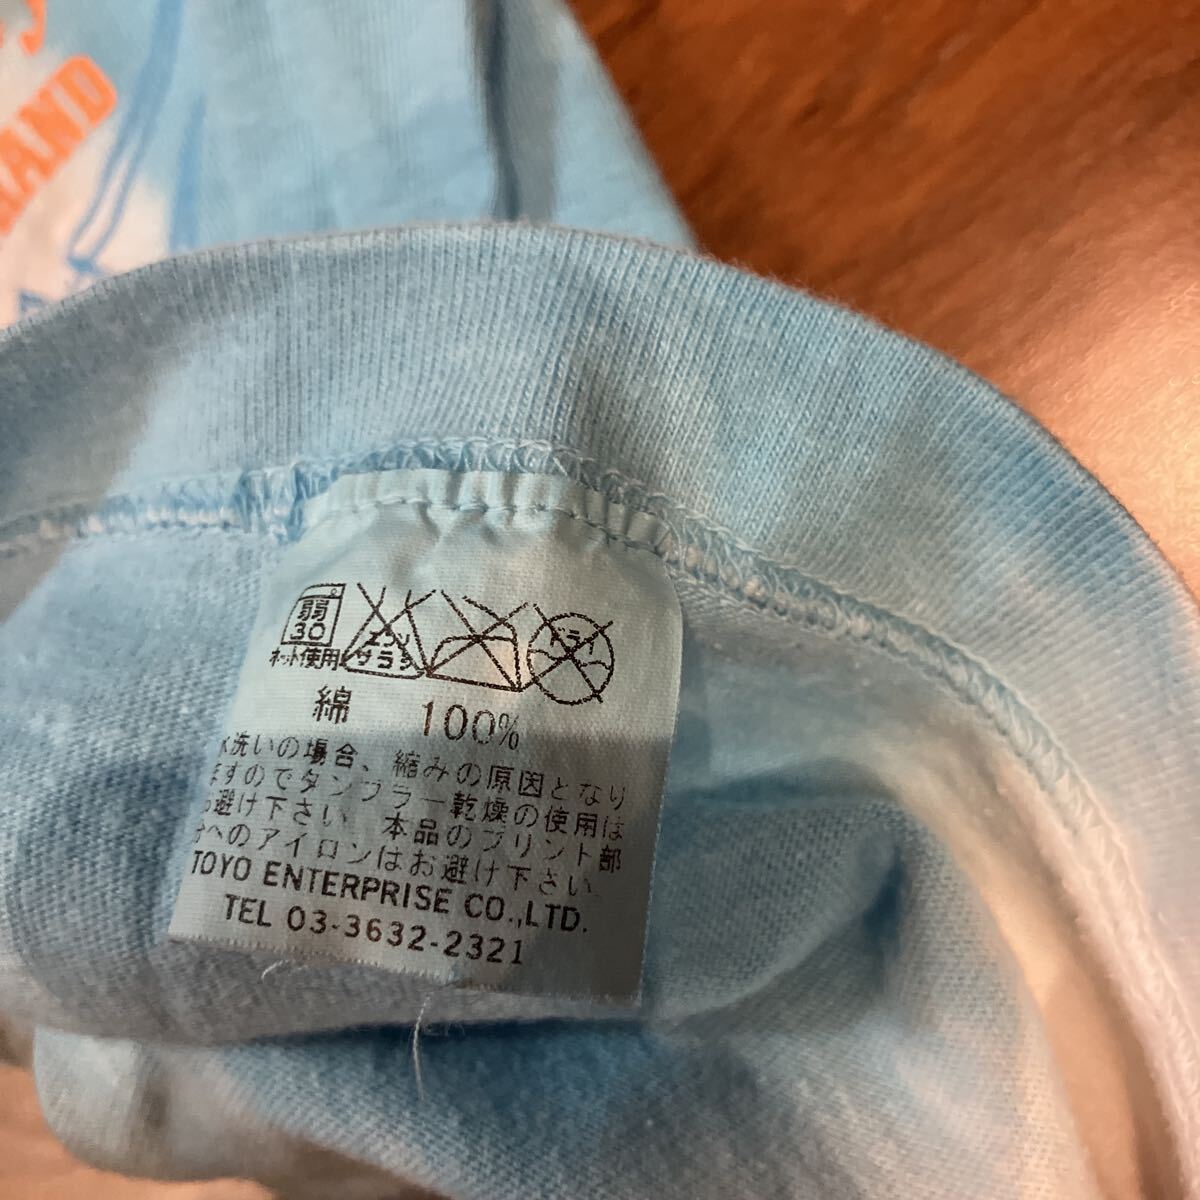 RAND
弱
30
ネット使用
エンソ
サラシ
ドライ
綿 100%
水洗いの場合、縮みの原因となり
ますのでタンブラー乾燥の使用は
お避け下さい。本品のプリント部
分へのアイロンはお避け下さい。
TOYO ENTERPRISE CO.,LTD.
TEL 03-3632-2321